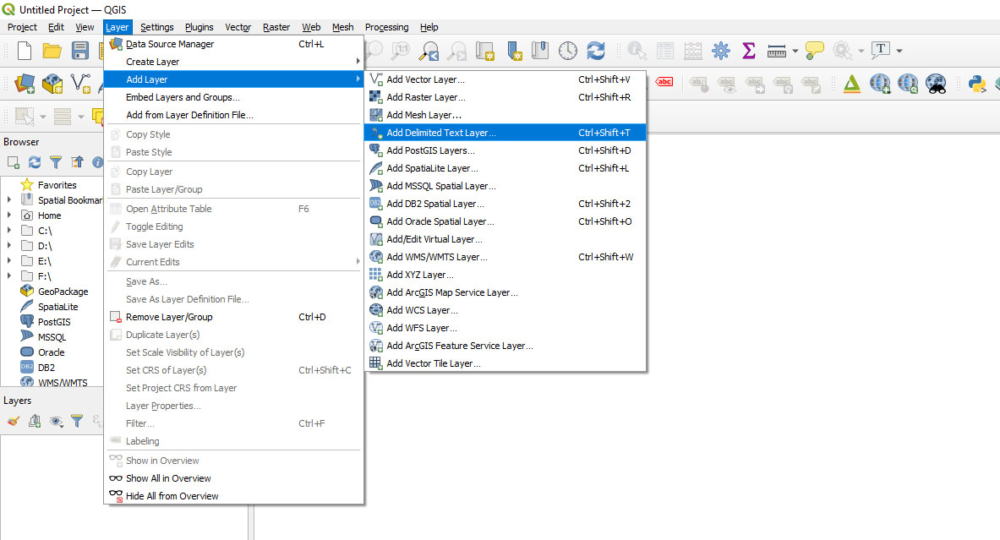 Untitled Project — QGIS
Project Edit View Layer Settings Plugins Vector Raster Web Mesh Processing Help
Data Source Manager Ctrl+L
Create Layer
Add Layer
Embed Layers and Groups...
Add from Layer Definition File...
Copy Style
Paste Style
Copy Layer
Paste Layer/Group
Open Attribute Table F6
Toggle Editing
Save Layer Edits
Current Edits
Save As...
Save As Layer Definition File...
Remove Layer/Group Ctrl+D
Duplicate Layer(s)
Set Scale Visibility of Layer(s)
Set CRS of Layer(s) Ctrl+Shift+C
Set Project CRS from Layer
Layer Properties...
Filter... Ctrl+F
Labeling
Show in Overview
Show All in Overview
Hide All from Overview
Add Vector Layer... Ctrl+Shift+V
Add Raster Layer... Ctrl+Shift+R
Add Mesh Layer...
Add Delimited Text Layer... Ctrl+Shift+T
Add PostGIS Layers... Ctrl+Shift+D
Add SpatiaLite Layer... Ctrl+Shift+L
Add MSSQL Spatial Layer...
Add DB2 Spatial Layer... Ctrl+Shift+2
Add Oracle Spatial Layer... Ctrl+Shift+O
Add/Edit Virtual Layer...
Add WMS/WMTS Layer... Ctrl+Shift+W
Add XYZ Layer...
Add ArcGIS Map Service Layer...
Add WCS Layer...
Add WFS Layer...
Add ArcGIS Feature Service Layer...
Add Vector Tile Layer...
Browser
Favorites
Spatial Bookmar
Home
C:\
D:\
E:\
F:\
GeoPackage
SpatiaLite
PostGIS
MSSQL
Oracle
DB2
WMS/WMTS
Layers